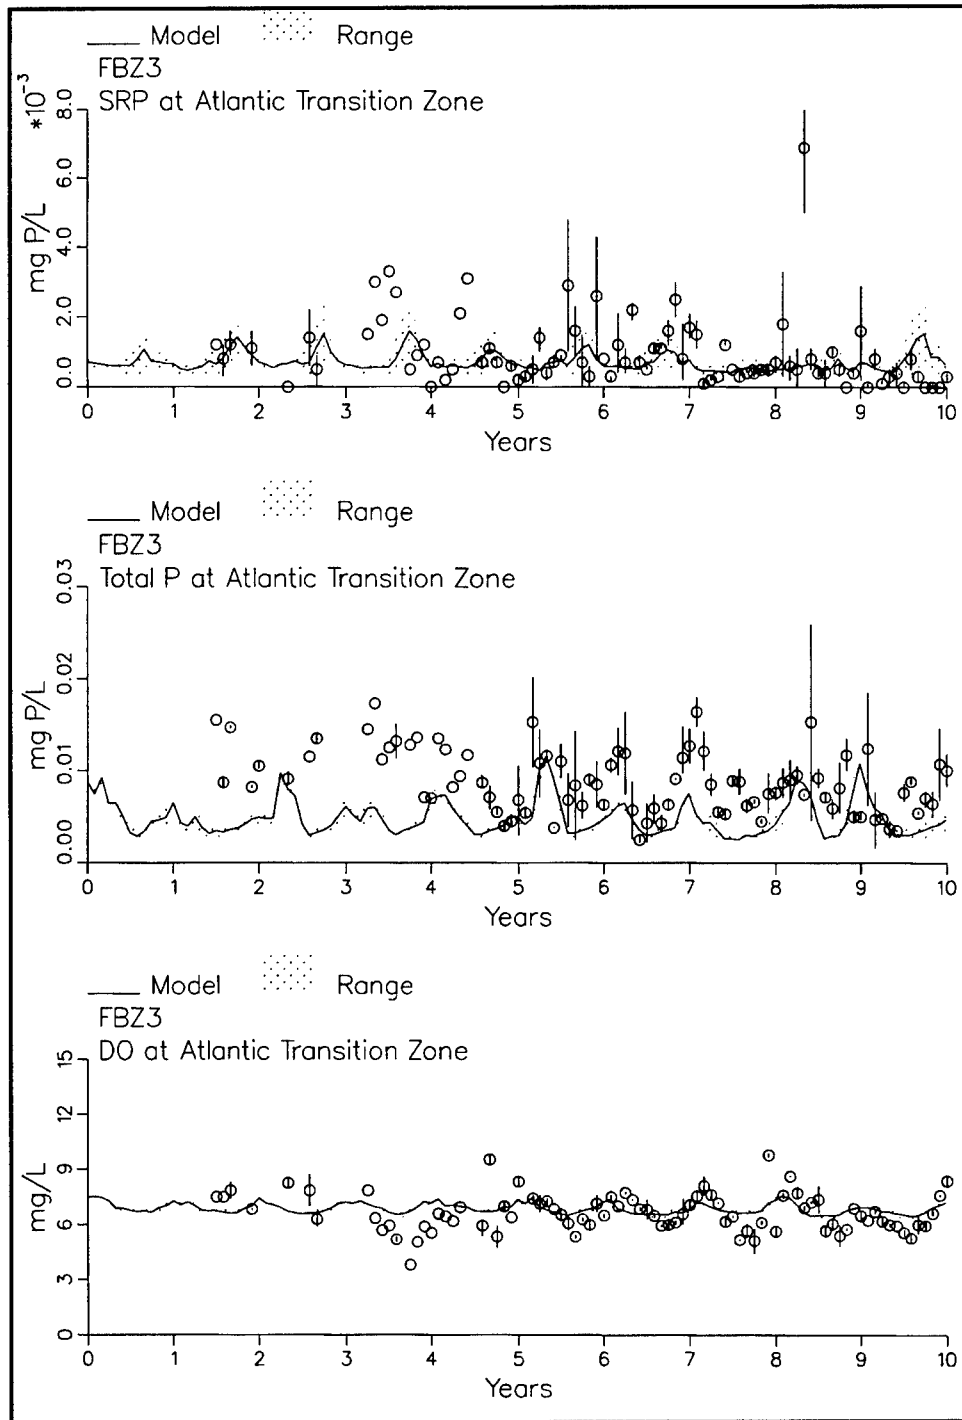 Model Range
FBZ3
SRP at Atlantic Transition Zone
mg P/L *10⁻³
8.0
6.0
4.0
2.0
0.0
0 1 2 3 4 5 6 7 8 9 10
Years
Model Range
FBZ3
Total P at Atlantic Transition Zone
mg P/L
0.03
0.02
0.01
0.00
0 1 2 3 4 5 6 7 8 9 10
Years
Model Range
FBZ3
DO at Atlantic Transition Zone
mg/L
15
12
9
6
3
0
0 1 2 3 4 5 6 7 8 9 10
Years